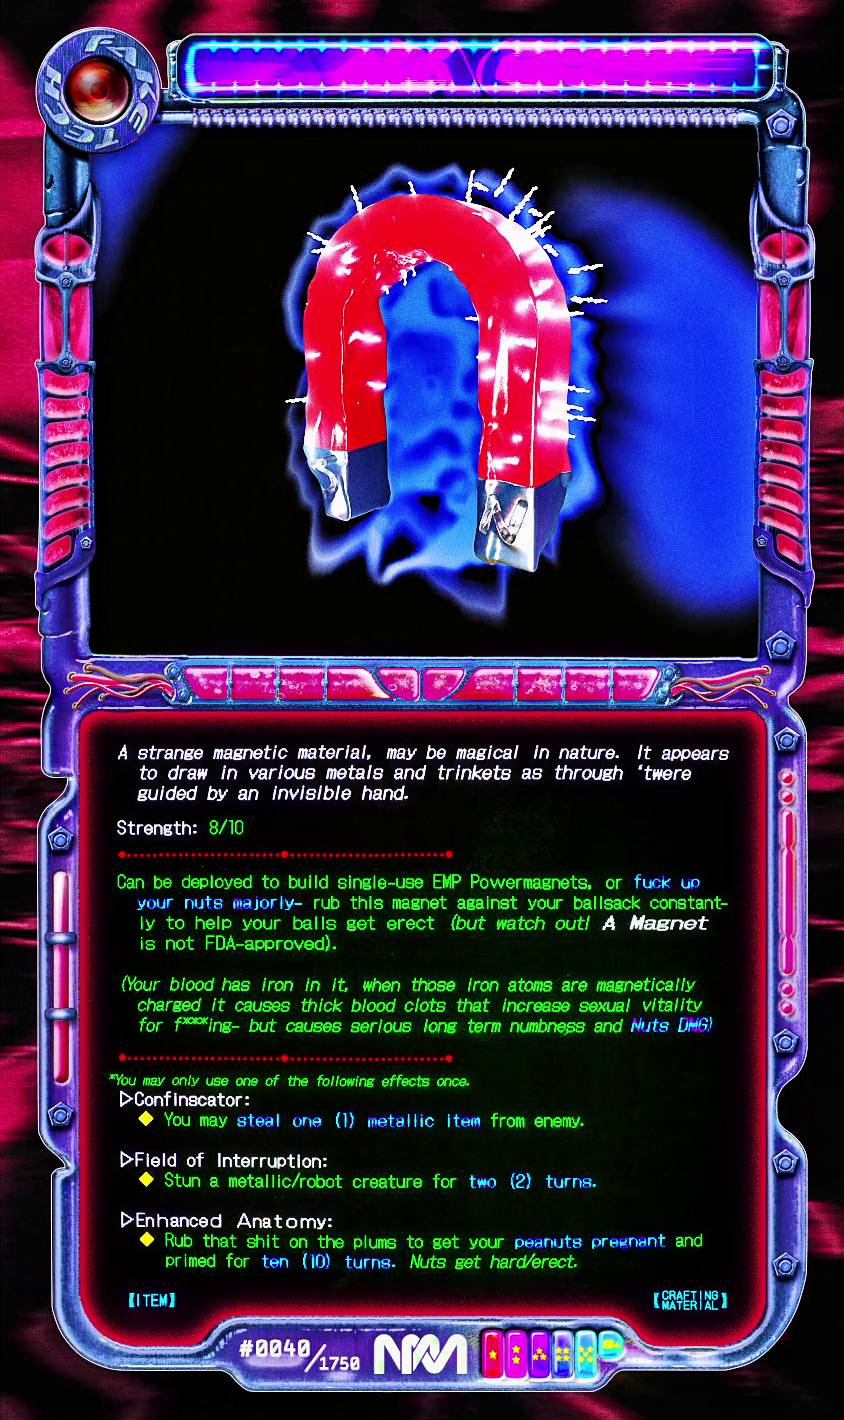 FAKE TECH
A strange magnetic material, may be magical in nature. It appears
to draw in various metals and trinkets as through 'twere
guided by an invisible hand.
Strength: 8/10
Can be deployed to build single-use EMP Powermagnets, or fuck up
your nuts majorly- rub this magnet against your ballsack constant-
ly to help your balls get erect (but watch out! A Magnet
is not FDA-approved).
(Your blood has iron in it, when those iron atoms are magnetically
charged it causes thick blood clots that increase sexual vitality
for f***ing- but causes serious long term numbness and Nuts DMG)
*You may only use one of the following effects once.
▷Confinscator:
◆ You may steal one (1) metallic item from enemy.
▷Field of Interruption:
◆ Stun a metallic/robot creature for two (2) turns.
▷Enhanced Anatomy:
◆ Rub that shit on the plums to get your peanuts pregnant and
primed for ten (10) turns. Nuts get hard/erect.
【ITEM】
【CRAFTING
MATERIAL】
#0040/1750